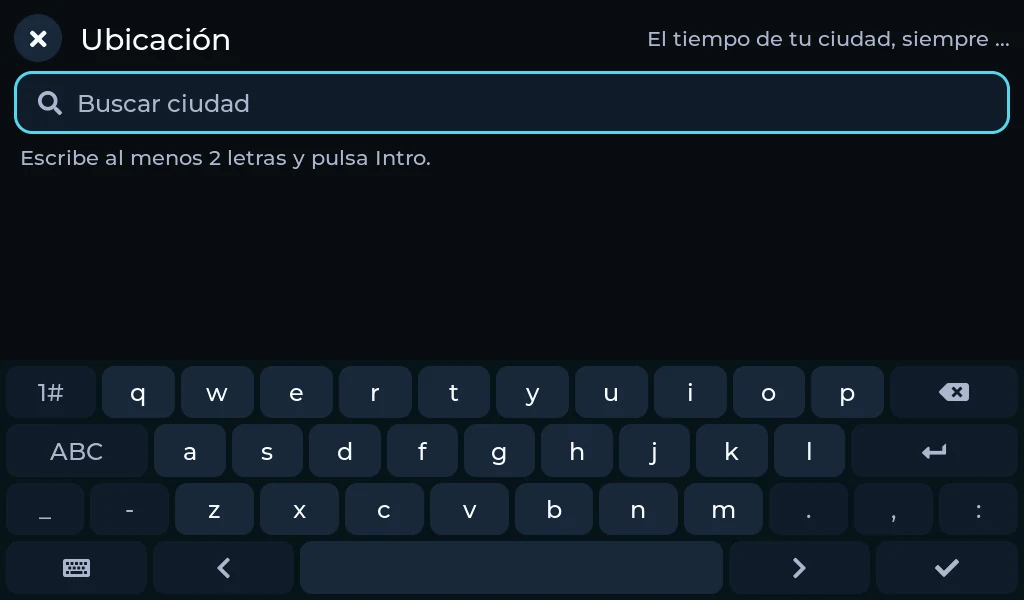 Ubicación
El tiempo de tu ciudad, siempre ...
Buscar ciudad
Escribe al menos 2 letras y pulsa Intro.
1# q w e r t y u i o p
ABC a s d f g h j k l
_ - z x c v b n m . , :